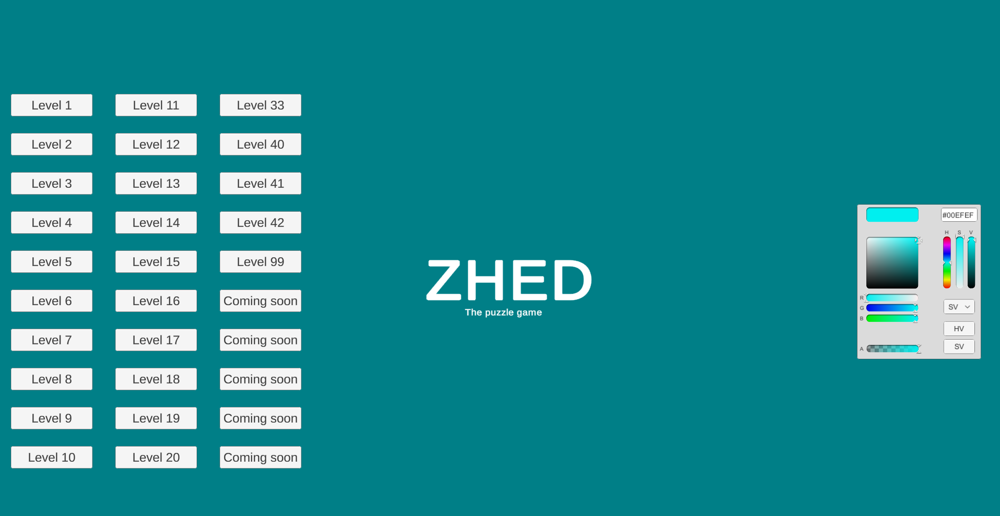 Level 1
Level 2
Level 3
Level 4
Level 5
Level 6
Level 7
Level 8
Level 9
Level 10
Level 11
Level 12
Level 13
Level 14
Level 15
Level 16
Level 17
Level 18
Level 19
Level 20
Level 33
Level 40
Level 41
Level 42
Level 99
Coming soon
Coming soon
Coming soon
Coming soon
Coming soon
ZHED
The puzzle game
#00EFEF
H S V
R
G
B
A
SV
HV
SV